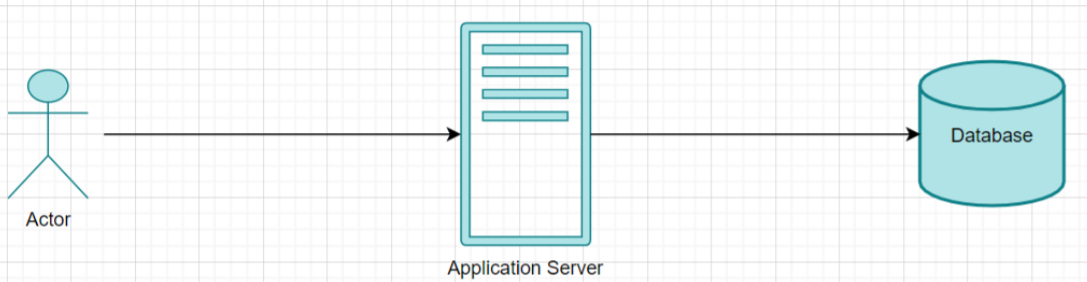 Actor
Application Server
Database